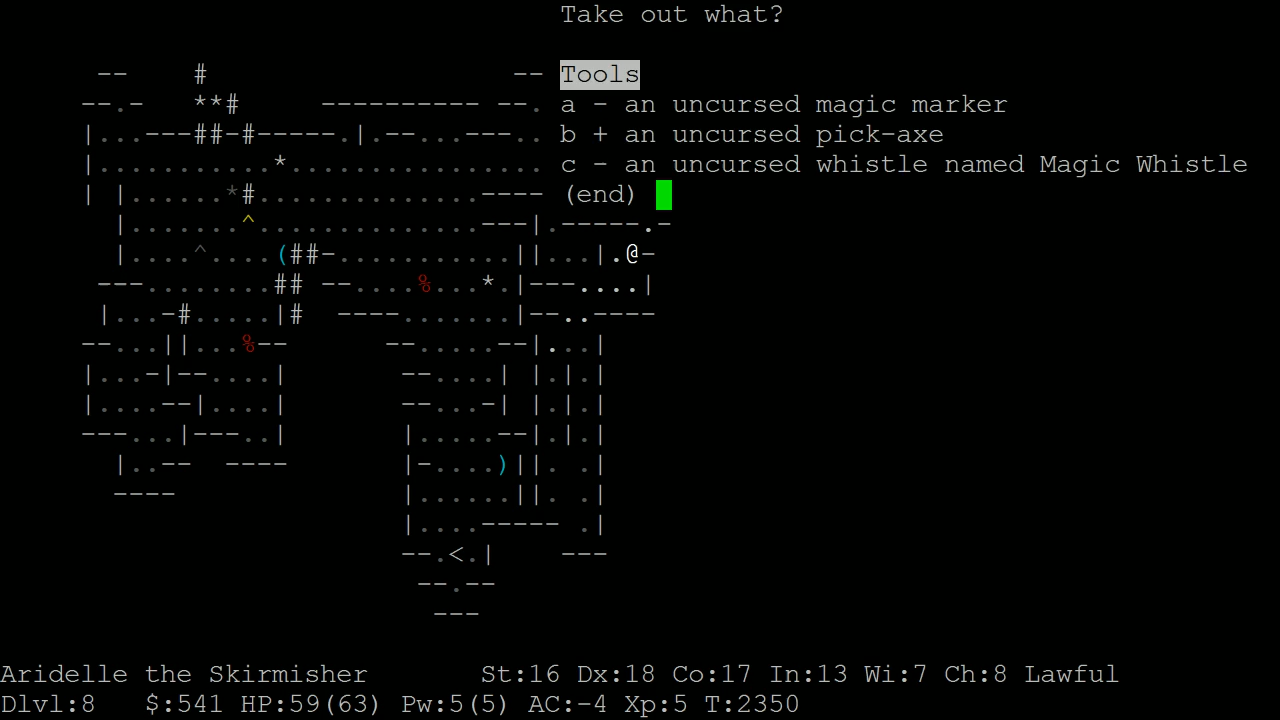 Take out what?
Tools
a - an uncursed magic marker
b + an uncursed pick-axe
c - an uncursed whistle named Magic Whistle
(end)
Aridelle the Skirmisher St:16 Dx:18 Co:17 In:13 Wi:7 Ch:8 Lawful
Dlvl:8 $:541 HP:59(63) Pw:5(5) AC:-4 Xp:5 T:2350